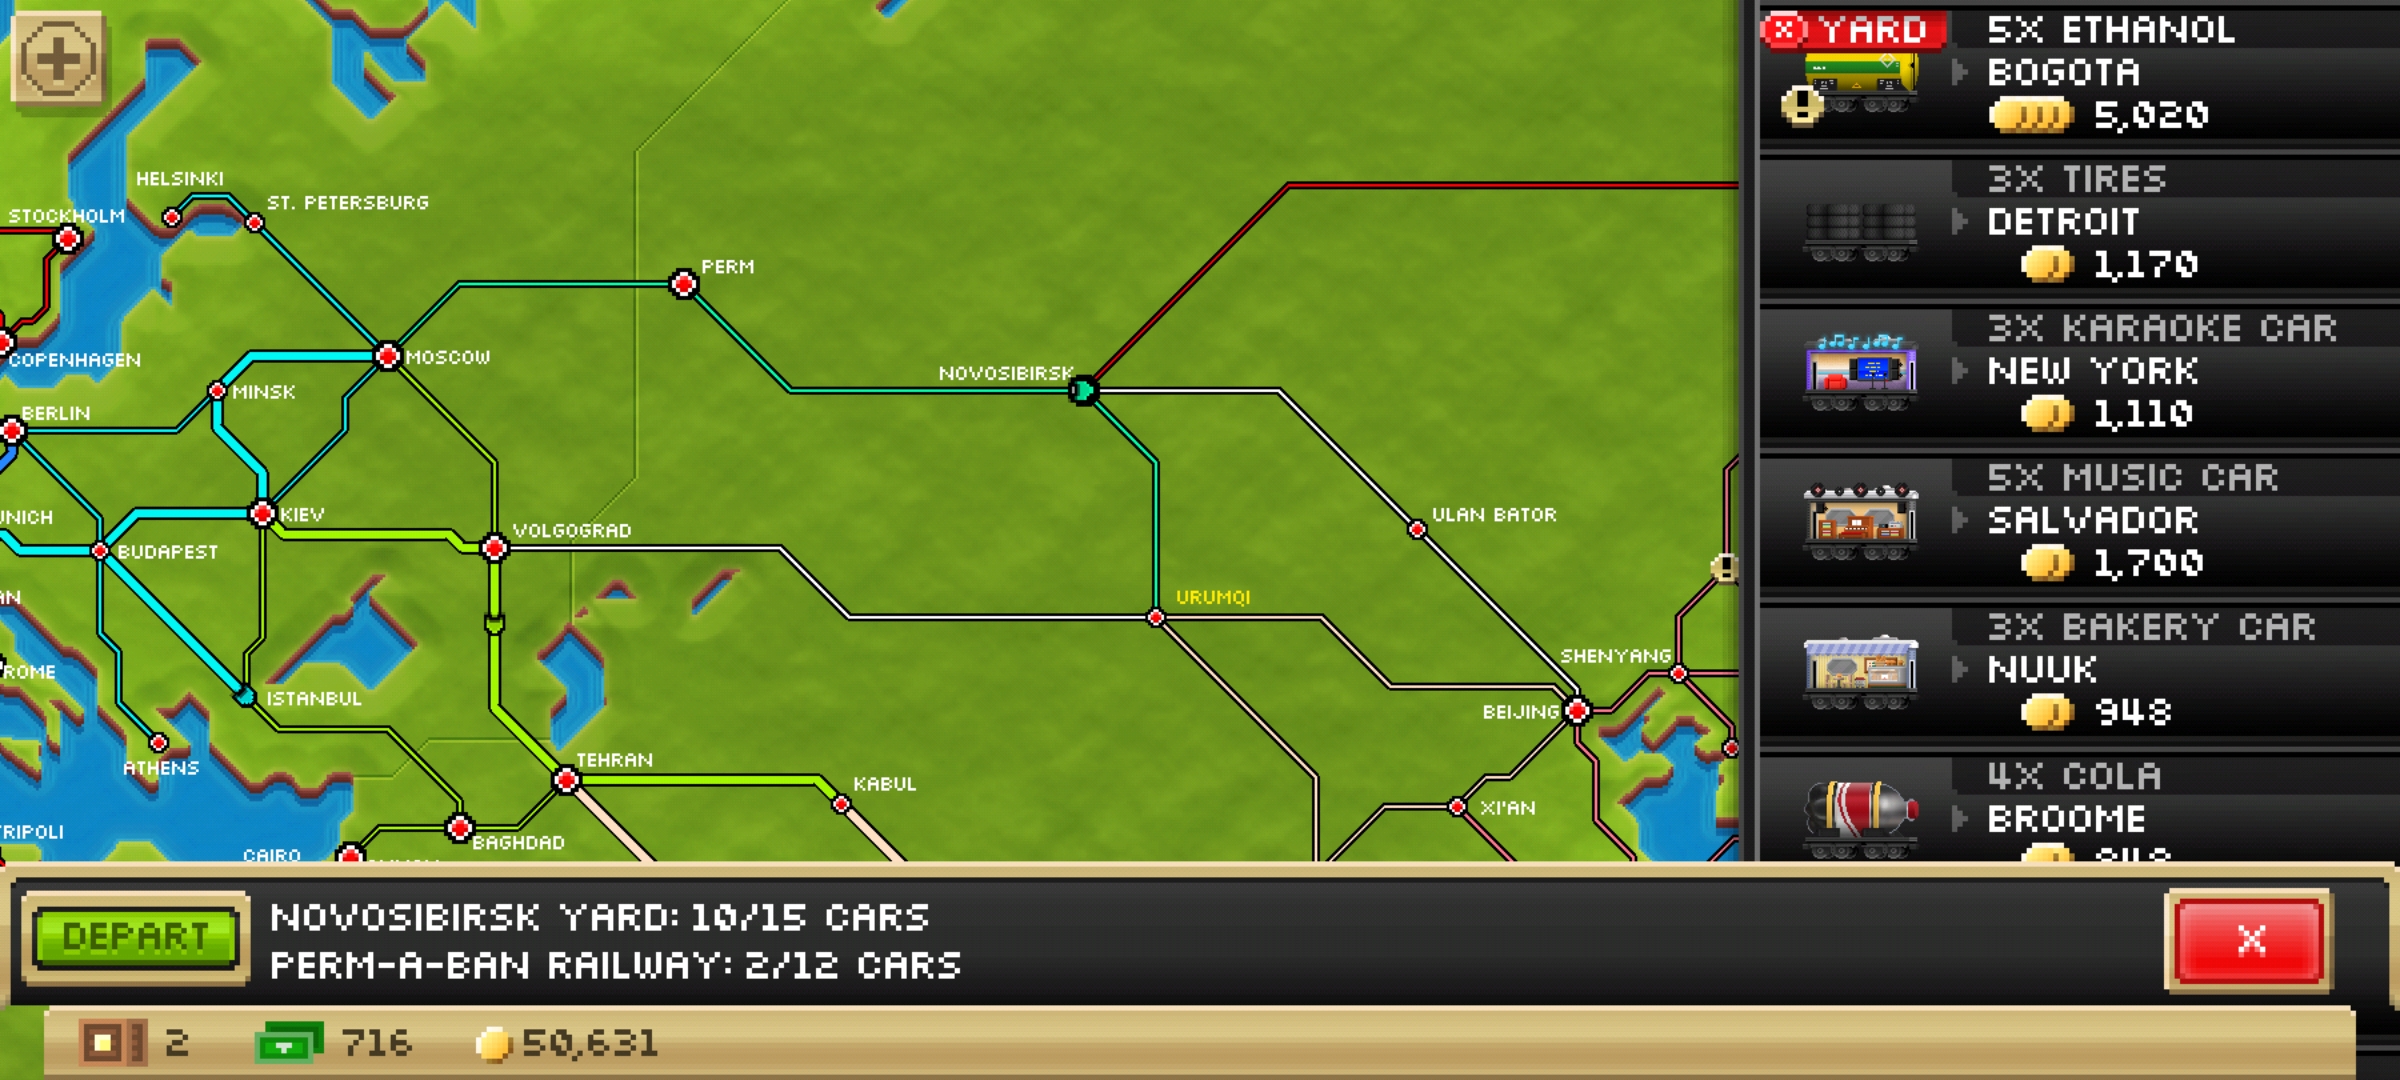 HELSINKI
ST. PETERSBURG
STOCKHOLM
PERM
COPENHAGEN
MOSCOW
NOVOSIBIRSK
MINSK
BERLIN
KIEV
VOLGOGRAD
ULAN BATOR
BUDAPEST
URUMQI
ROME
ISTANBUL
SHENYANG
BEIJING
ATHENS
TEHRAN
KABUL
XI'AN
BAGHDAD
CAIRO
YARD
5X ETHANOL
BOGOTA
5,020
3X TIRES
DETROIT
1,170
3X KARAOKE CAR
NEW YORK
1,110
5X MUSIC CAR
SALVADOR
1,700
3X BAKERY CAR
NUUK
948
4X COLA
BROOME
DEPART
NOVOSIBIRSK YARD: 10/15 CARS
PERM-A-BAN RAILWAY: 2/12 CARS
X
2
716
50,631